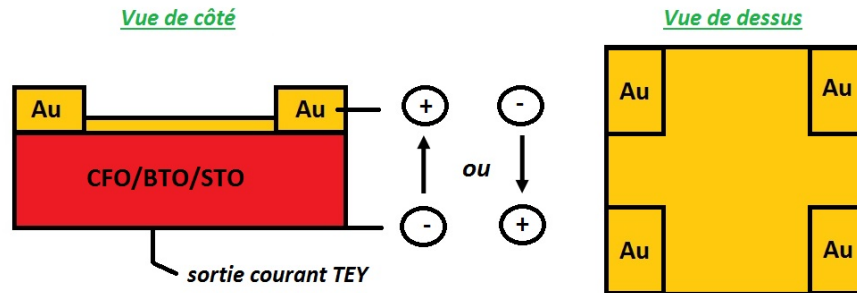 Vue de côté
Vue de dessus
Au
Au
+
-
Au
Au
CFO/BTO/STO
ou
-
+
Au
Au
sortie courant TEY